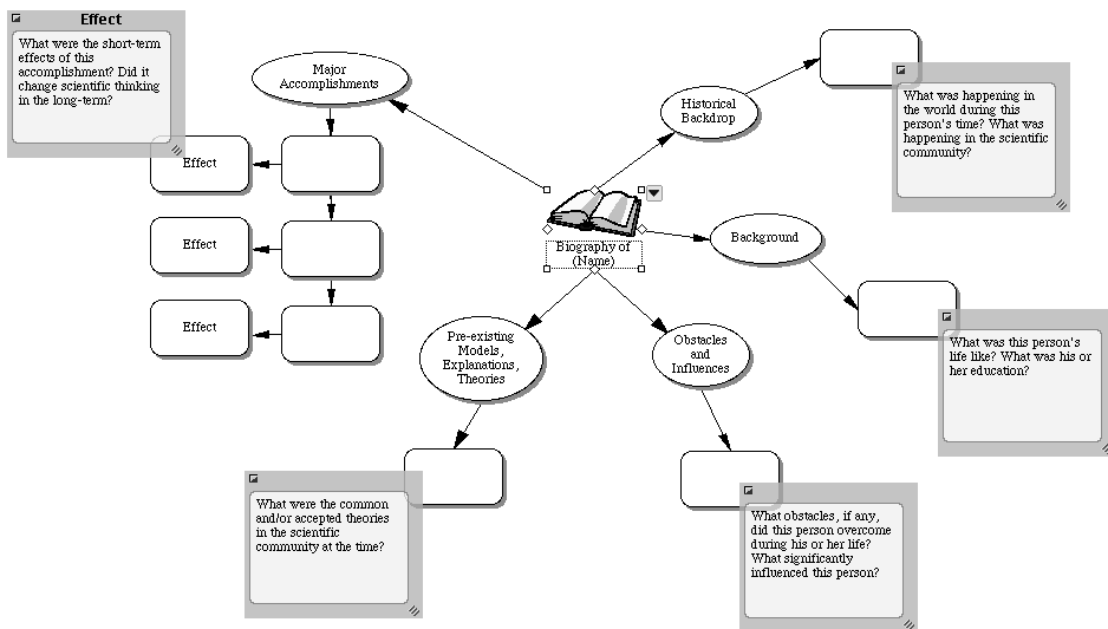 Effect
What were the short-term
effects of this
accomplishment? Did it
change scientific thinking
in the long-term?
Major
Accomplishments
Effect
Effect
Effect
Historical
Backdrop
What was happening in
the world during this
person's time? What was
happening in the scientific
community?
Biography of
(Name)
Background
What was this person's
life like? What was his or
her education?
Pre-existing
Models,
Explanations,
Theories
What were the common
and/or accepted theories
in the scientific
community at the time?
Obstacles
and
Influences
What obstacles, if any,
did this person overcome
during his or her life?
What significantly
influenced this person?